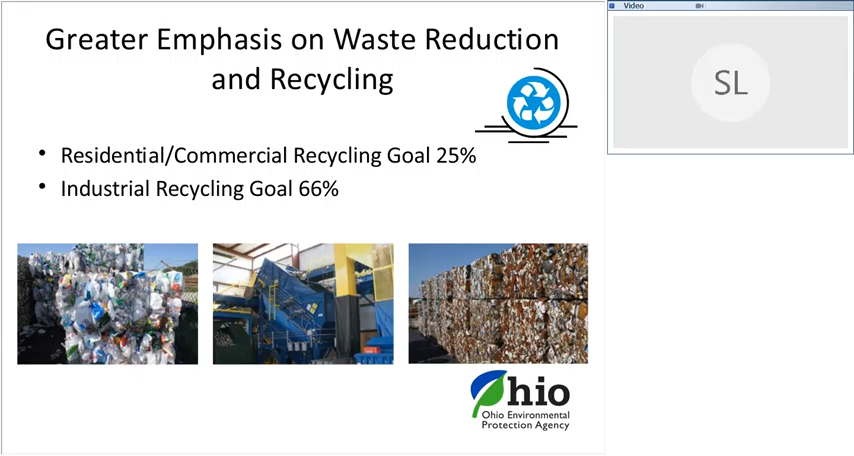 Greater Emphasis on Waste Reduction
and Recycling
• Residential/Commercial Recycling Goal 25%
• Industrial Recycling Goal 66%
Ohio
Ohio Environmental
Protection Agency
Video
SL